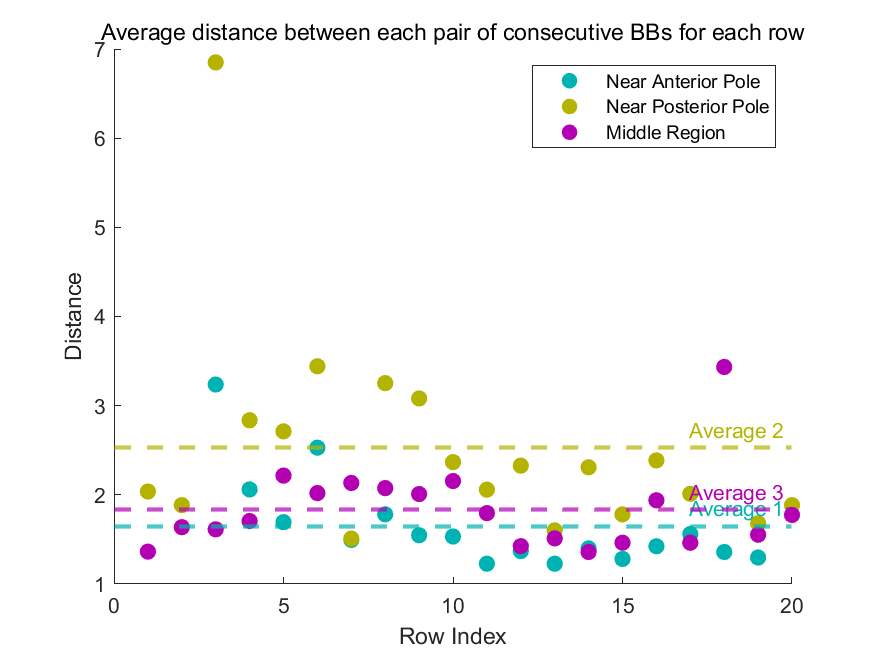 Average distance between each pair of consecutive BBs for each row
7
6
5
4
3
2
1
Distance
Near Anterior Pole
Near Posterior Pole
Middle Region
Average 2
Average 3
Average 1
0
5
10
15
20
Row Index